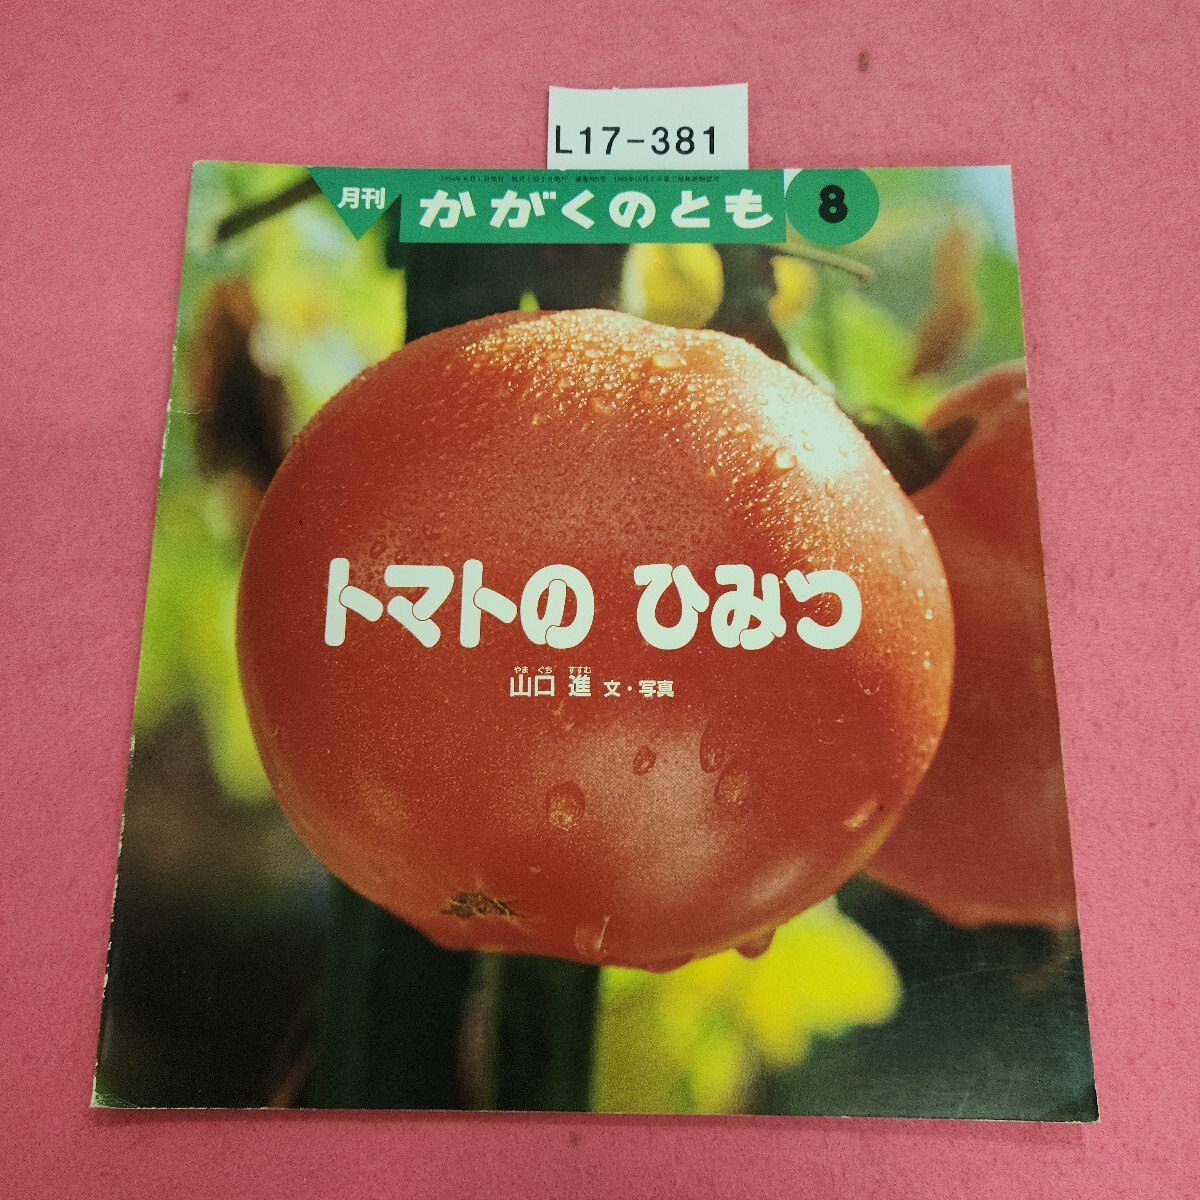 L17-381
月刊
かがくのとも
8
トマトの ひみつ
やま ぐち すすむ
山口 進 文・写真